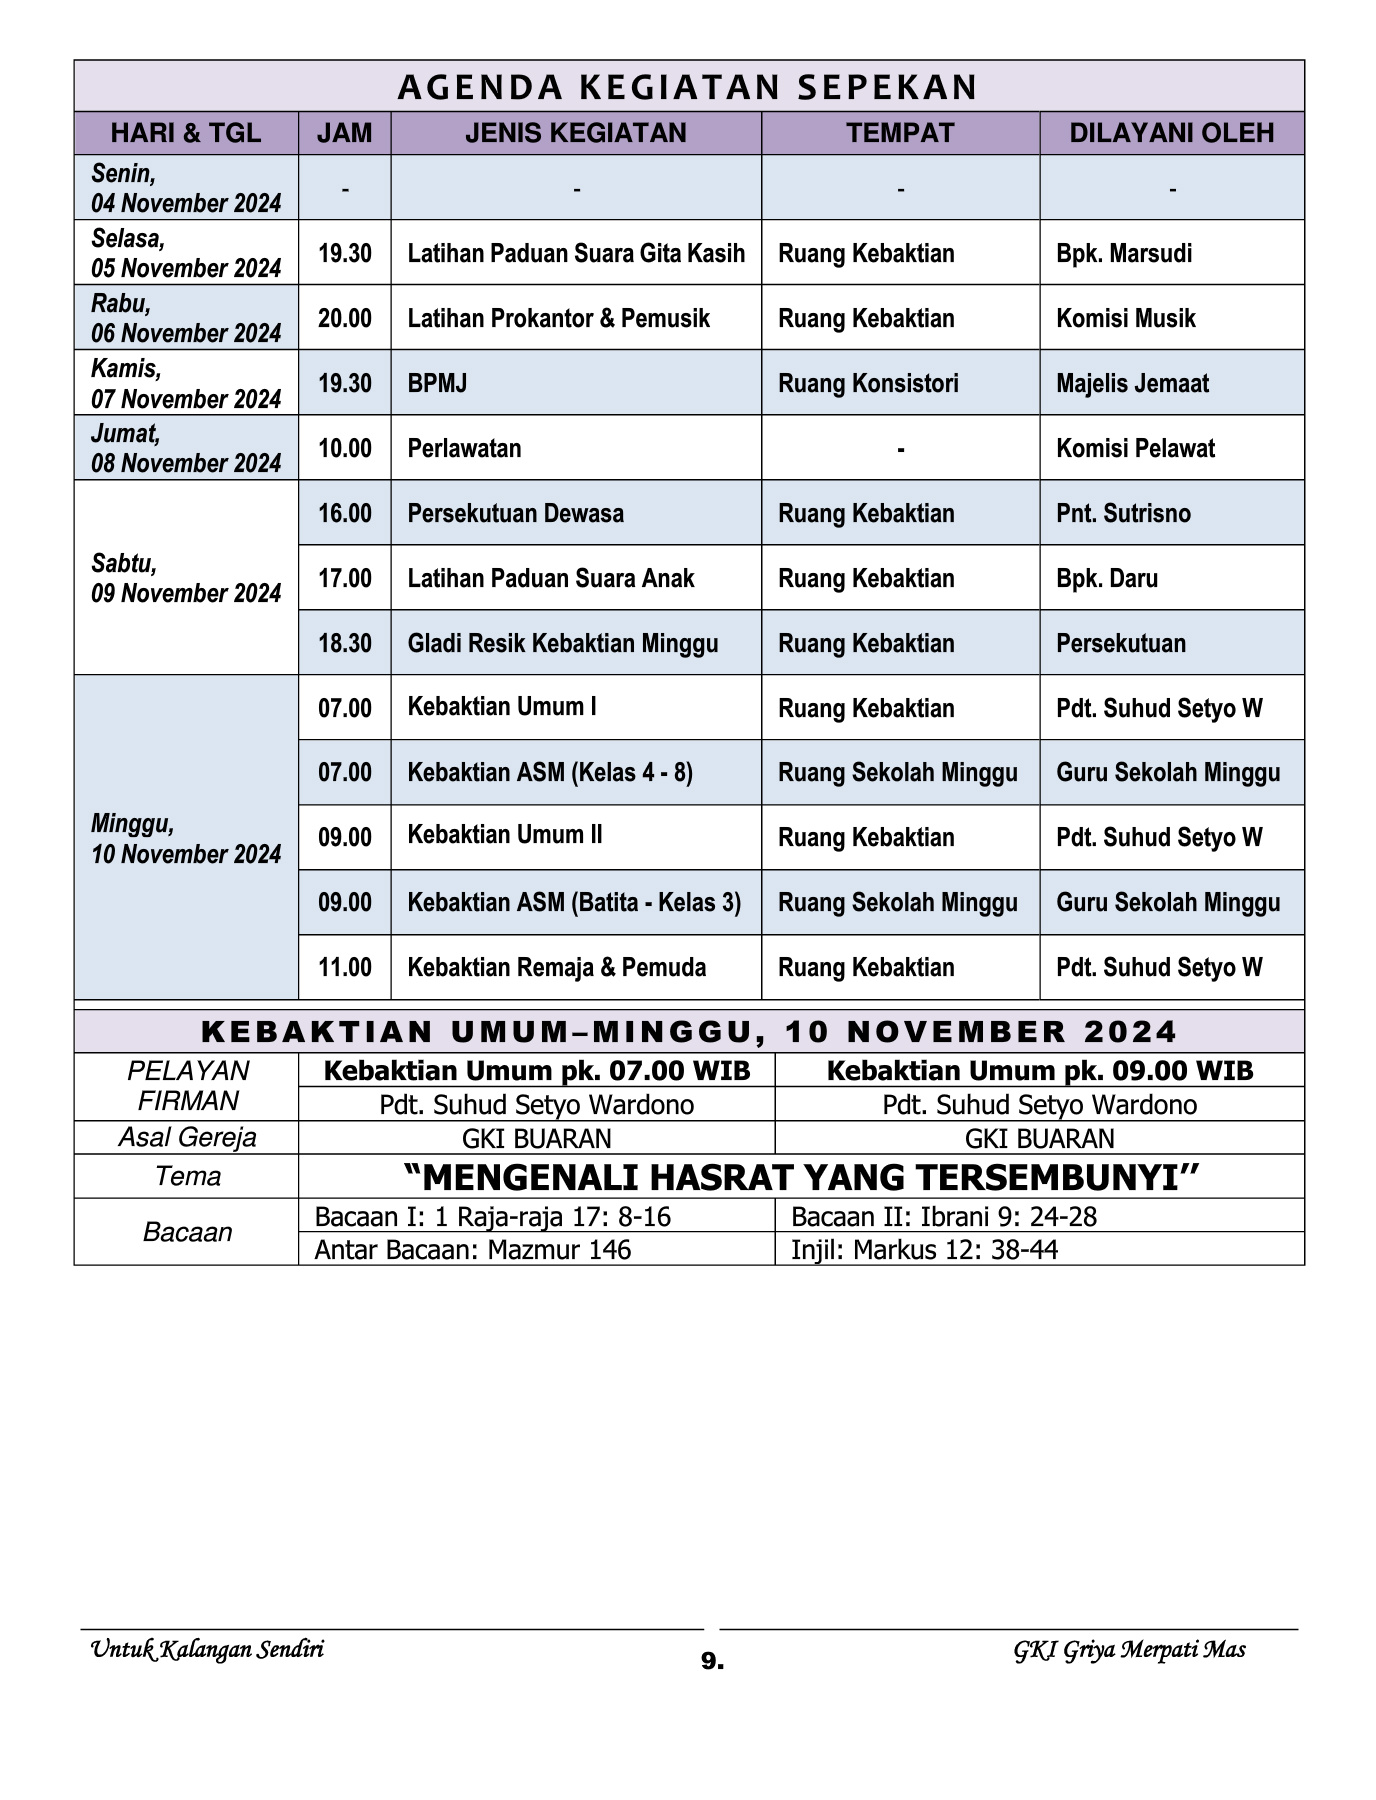 AGENDA KEGIATAN SEPEKAN
HARI & TGL JAM JENIS KEGIATAN TEMPAT DILAYANI OLEH
Senin,
04 November 2024 - - - -
Selasa,
05 November 2024 19.30 Latihan Paduan Suara Gita Kasih Ruang Kebaktian Bpk. Marsudi
Rabu,
06 November 2024 20.00 Latihan Prokantor & Pemusik Ruang Kebaktian Komisi Musik
Kamis,
07 November 2024 19.30 BPMJ Ruang Konsistori Majelis Jemaat
Jumat,
08 November 2024 10.00 Perlawatan - Komisi Pelawat
Sabtu,
09 November 2024
16.00 Persekutuan Dewasa Ruang Kebaktian Pnt. Sutrisno
17.00 Latihan Paduan Suara Anak Ruang Kebaktian Bpk. Daru
18.30 Gladi Resik Kebaktian Minggu Ruang Kebaktian Persekutuan
Minggu,
10 November 2024
07.00 Kebaktian Umum I Ruang Kebaktian Pdt. Suhud Setyo W
07.00 Kebaktian ASM (Kelas 4 - 8) Ruang Sekolah Minggu Guru Sekolah Minggu
09.00 Kebaktian Umum II Ruang Kebaktian Pdt. Suhud Setyo W
09.00 Kebaktian ASM (Batita - Kelas 3) Ruang Sekolah Minggu Guru Sekolah Minggu
11.00 Kebaktian Remaja & Pemuda Ruang Kebaktian Pdt. Suhud Setyo W
KEBAKTIAN UMUM–MINGGU, 10 NOVEMBER 2024
PELAYAN
FIRMAN
Kebaktian Umum pk. 07.00 WIB Kebaktian Umum pk. 09.00 WIB
Pdt. Suhud Setyo Wardono Pdt. Suhud Setyo Wardono
Asal Gereja GKI BUARAN GKI BUARAN
Tema “MENGENALI HASRAT YANG TERSEMBUNYI’’
Bacaan
Bacaan I: 1 Raja-raja 17: 8-16 Bacaan II: Ibrani 9: 24-28
Antar Bacaan: Mazmur 146 Injil: Markus 12: 38-44
Untuk Kalangan Sendiri 9. GKI Griya Merpati Mas